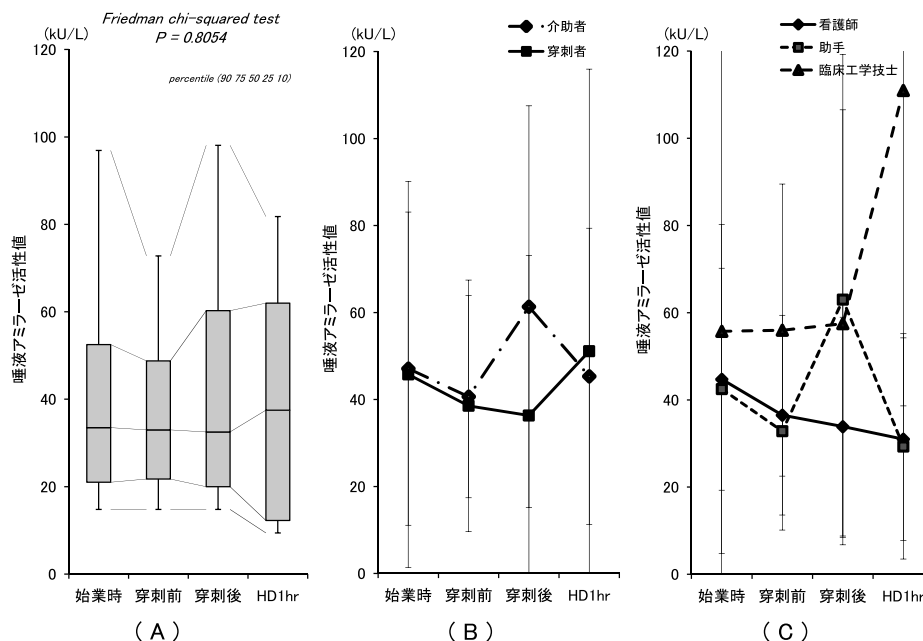 Friedman chi-squared test
P = 0.8054
percentile (90 75 50 25 10)
(kU/L)
120
100
80
60
40
20
0
唾液アミラーゼ活性値
始業時 穿刺前 穿刺後 HD1hr
(A)
(kU/L)
介助者
穿刺者
120
100
80
60
40
20
0
唾液アミラーゼ活性値
始業時 穿刺前 穿刺後 HD1hr
(B)
(kU/L)
看護師
助手
臨床工学技士
120
100
80
60
40
20
0
唾液アミラーゼ活性値
始業時 穿刺前 穿刺後 HD1hr
(C)